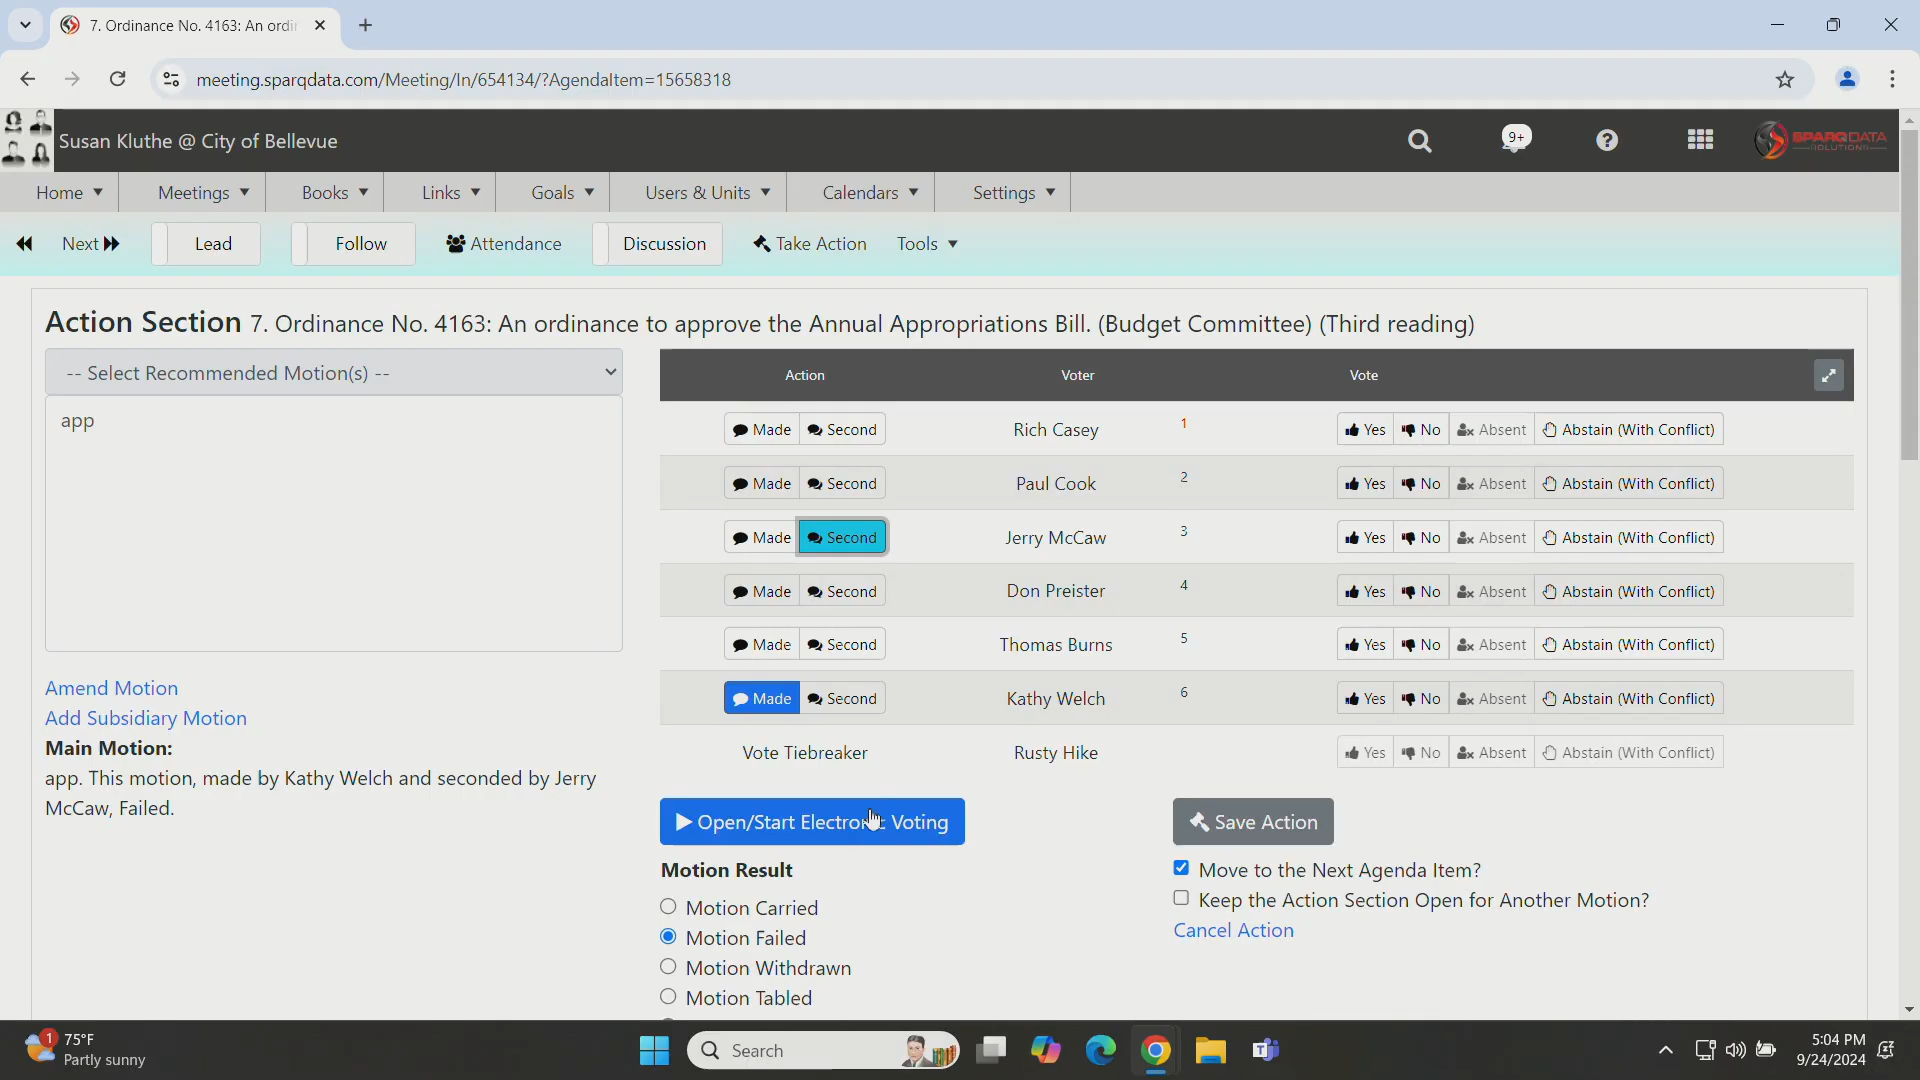 7. Ordinance No. 4163: An ordi
meeting.sparqdata.com/Meeting/In/654134/?AgendaItem=15658318
Susan Kluthe @ City of Bellevue
9+
SPARQDATA
SOLUTIONS
Home Meetings Books Links Goals Users & Units Calendars Settings
Next Lead Follow Attendance Discussion Take Action Tools
Action Section 7. Ordinance No. 4163: An ordinance to approve the Annual Appropriations Bill. (Budget Committee) (Third reading)
-- Select Recommended Motion(s) --
app
Amend Motion
Add Subsidiary Motion
Main Motion:
app. This motion, made by Kathy Welch and seconded by Jerry
McCaw, Failed.
Action Voter Vote
Made Second Rich Casey 1 Yes No Absent Abstain (With Conflict)
Made Second Paul Cook 2 Yes No Absent Abstain (With Conflict)
Made Second Jerry McCaw 3 Yes No Absent Abstain (With Conflict)
Made Second Don Preister 4 Yes No Absent Abstain (With Conflict)
Made Second Thomas Burns 5 Yes No Absent Abstain (With Conflict)
Made Second Kathy Welch 6 Yes No Absent Abstain (With Conflict)
Vote Tiebreaker Rusty Hike Yes No Absent Abstain (With Conflict)
Open/Start Electronic Voting
Save Action
Motion Result
Motion Carried
Motion Failed
Motion Withdrawn
Motion Tabled
Move to the Next Agenda Item?
Keep the Action Section Open for Another Motion?
Cancel Action
1
75°F
Partly sunny
Search
5:04 PM
9/24/2024